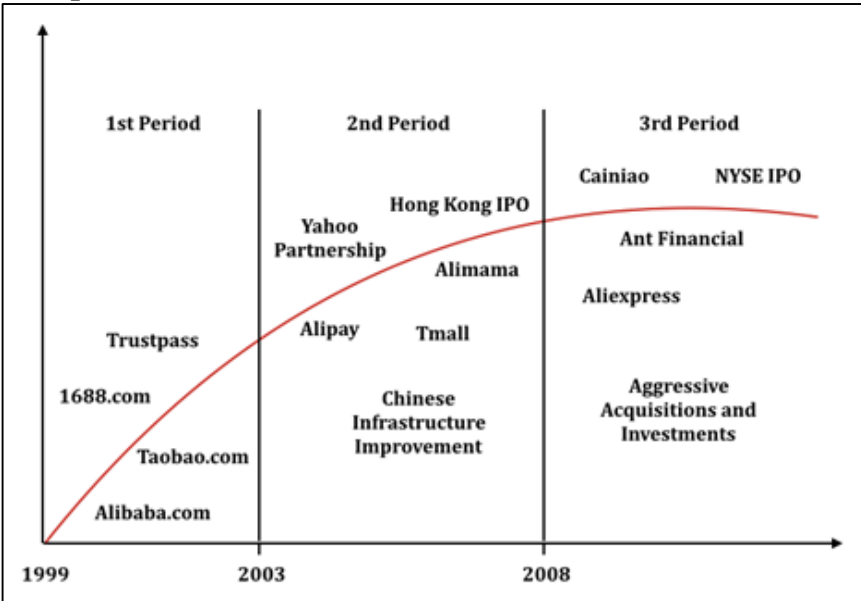 1st Period
2nd Period
3rd Period
Cainiao
NYSE IPO
Hong Kong IPO
Yahoo
Partnership
Ant Financial
Alimama
Aliexpress
Trustpass
Alipay
Tmall
1688.com
Chinese
Infrastructure
Improvement
Aggressive
Acquisitions and
Investments
Taobao.com
Alibaba.com
1999
2003
2008